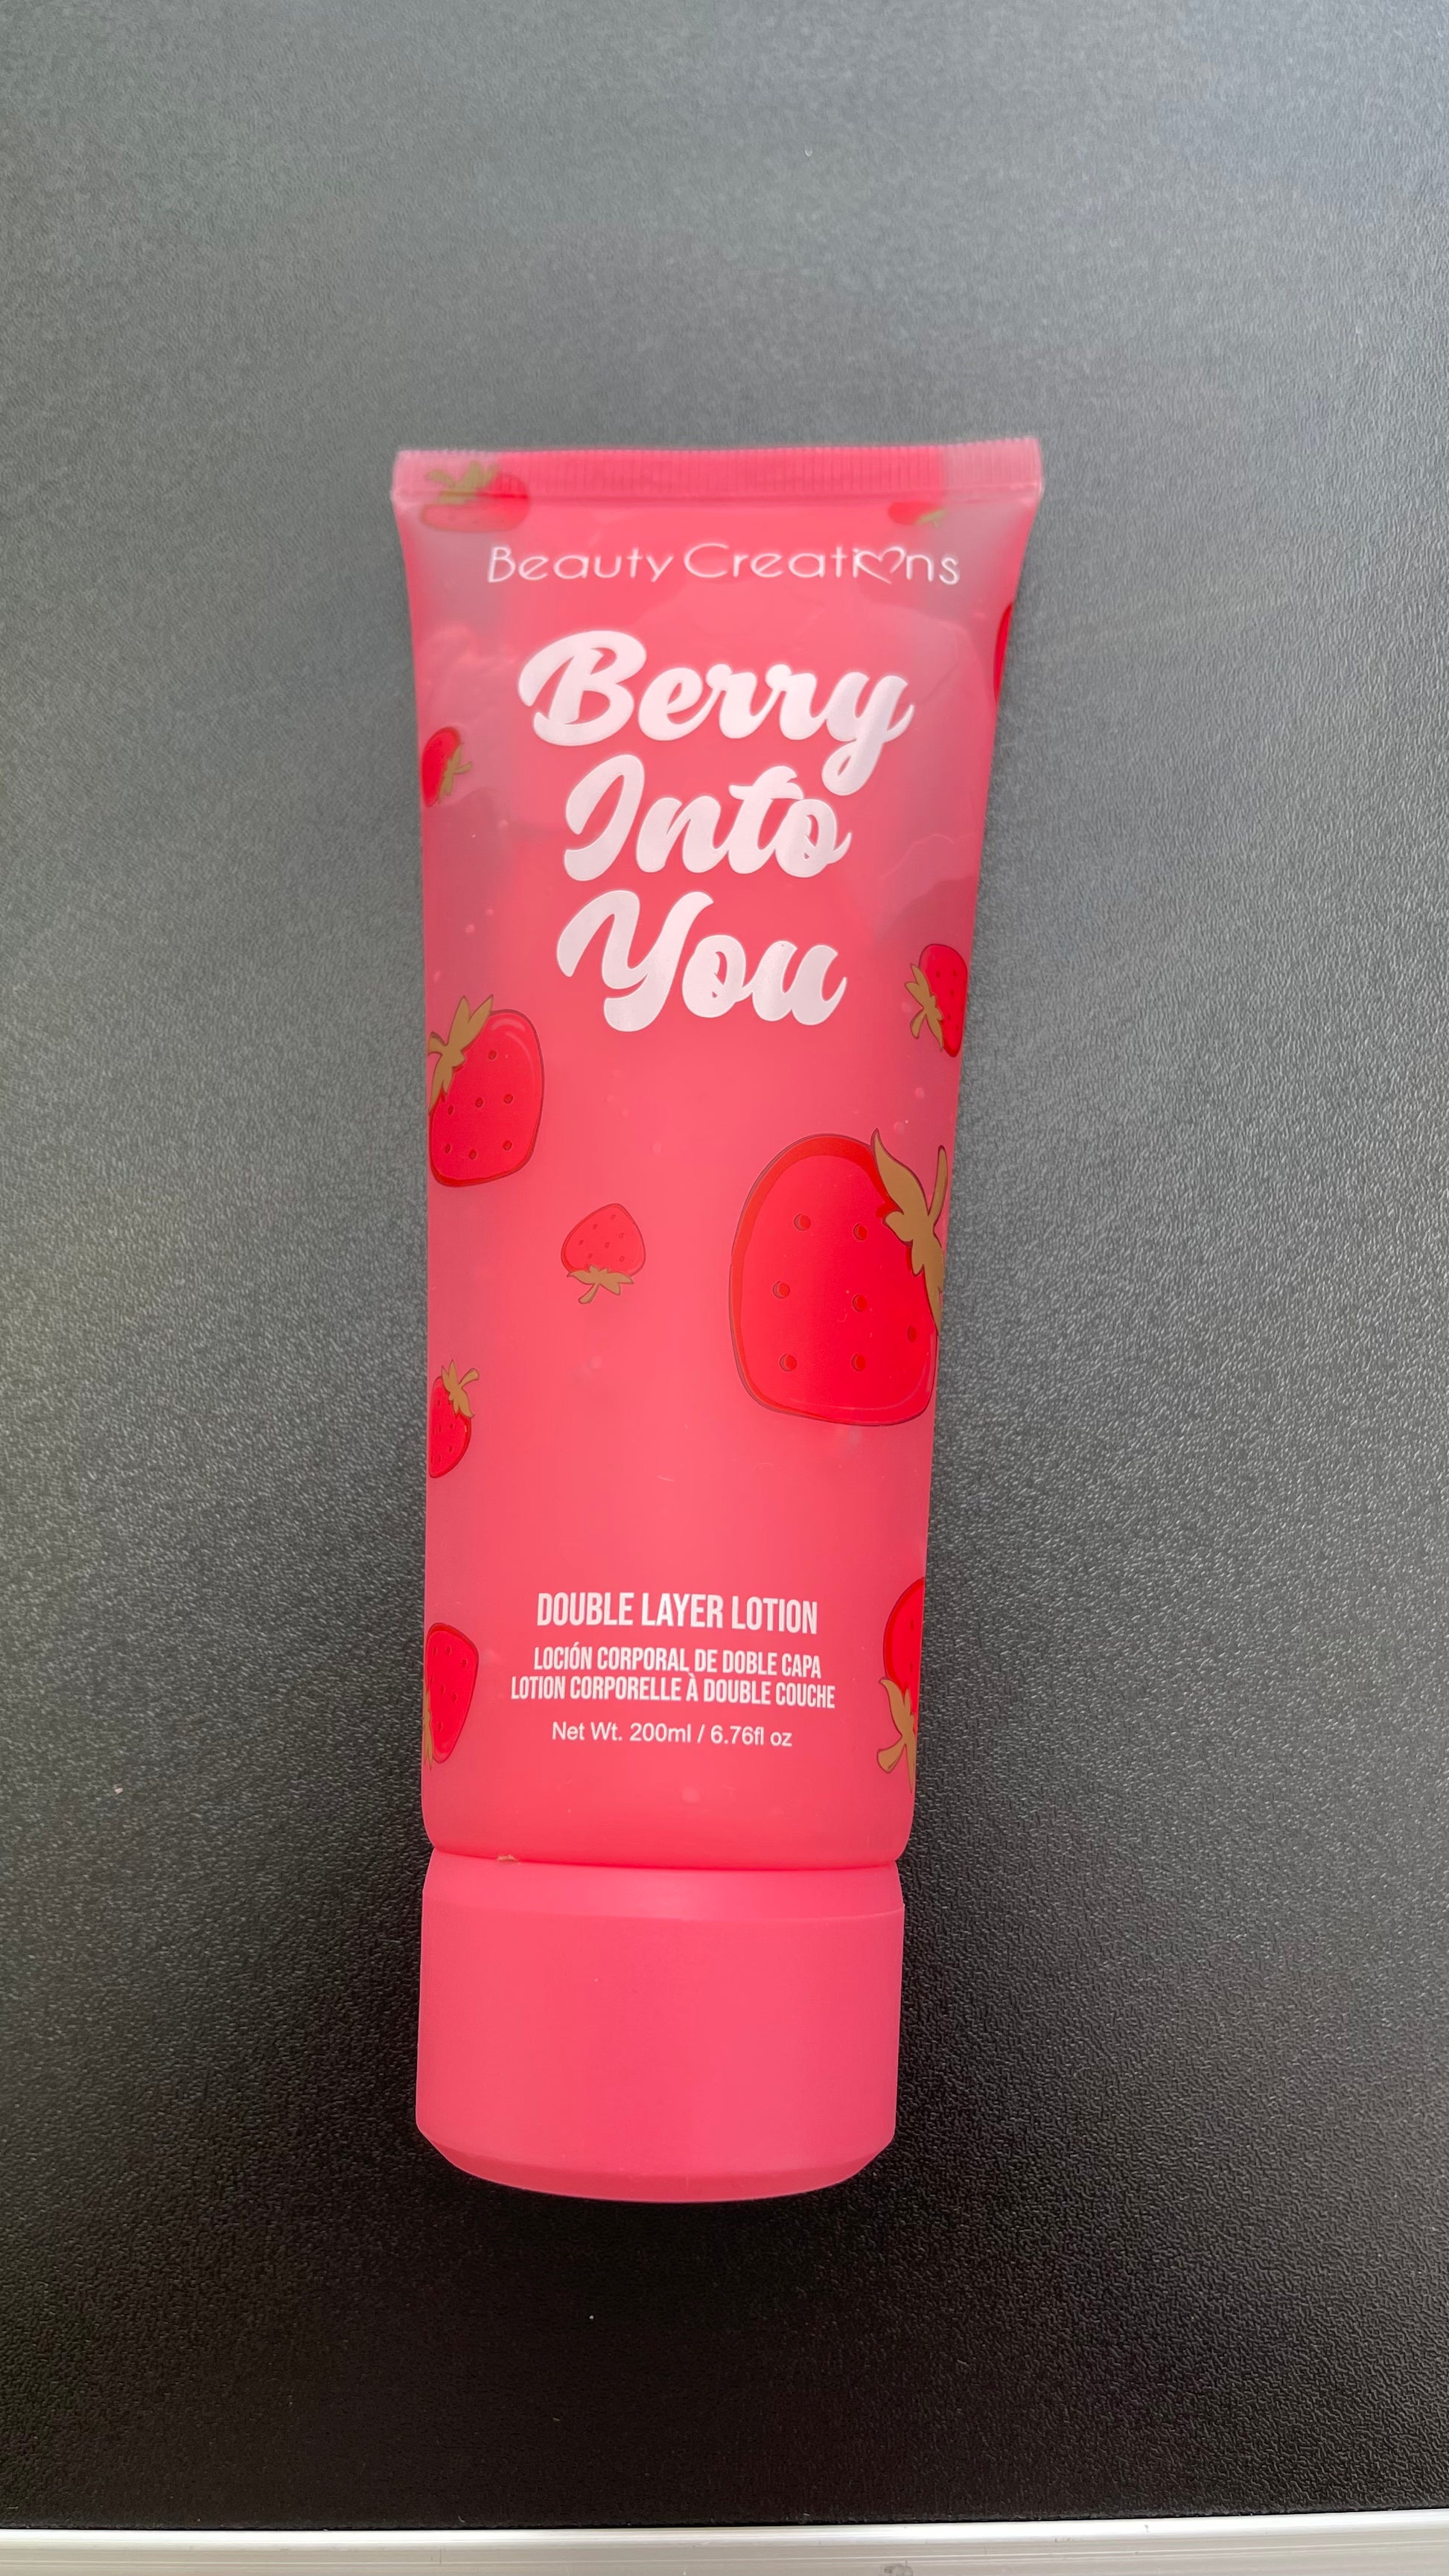 Beauty Creations
Berry
Into
You
DOUBLE LAYER LOTION
LOCIÓN CORPORAL DE DOBLE CAPA
LOTION CORPORELLE À DOUBLE COUCHE
Net Wt. 200ml / 6.76fl oz